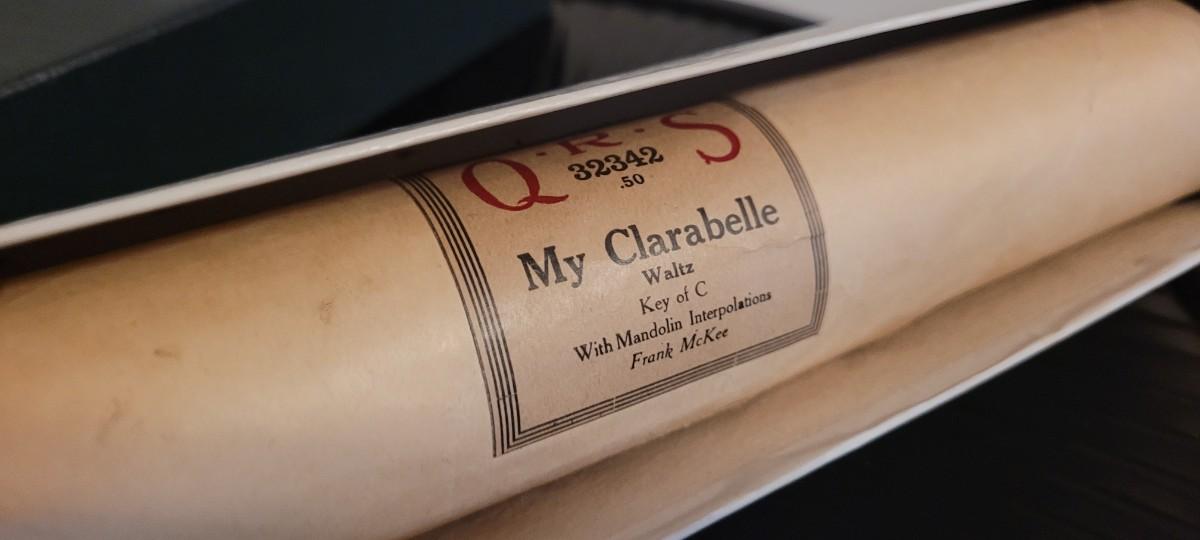 Q·R·S
32342
.50
My Clarabelle
Waltz
Key of C
With Mandolin Interpolations
Frank McKee